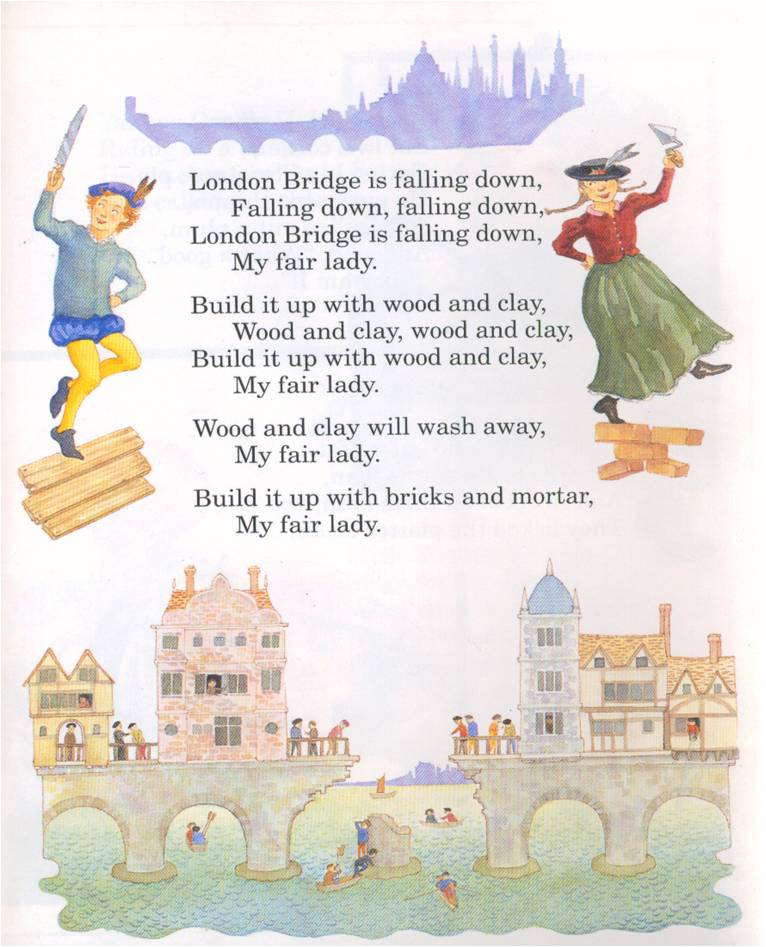 London Bridge is falling down,
Falling down, falling down,
London Bridge is falling down,
My fair lady.
Build it up with wood and clay,
Wood and clay, wood and clay,
Build it up with wood and clay,
My fair lady.
Wood and clay will wash away,
My fair lady.
Build it up with bricks and mortar,
My fair lady.